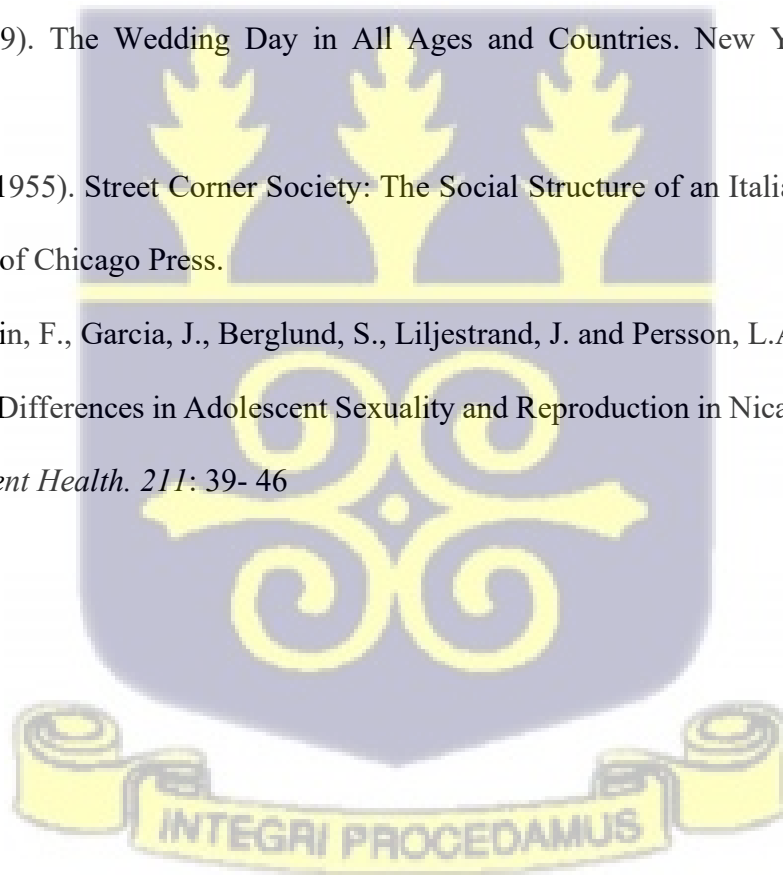 9). The Wedding Day in All Ages and Countries. New Y
1955). Street Corner Society: The Social Structure of an Itali
of Chicago Press.
in, F., Garcia, J., Berglund, S., Liljestrand, J. and Persson, L.A
Differences in Adolescent Sexuality and Reproduction in Nica
ent Health. 211: 39- 46
INTEGRI PROCEDAMUS